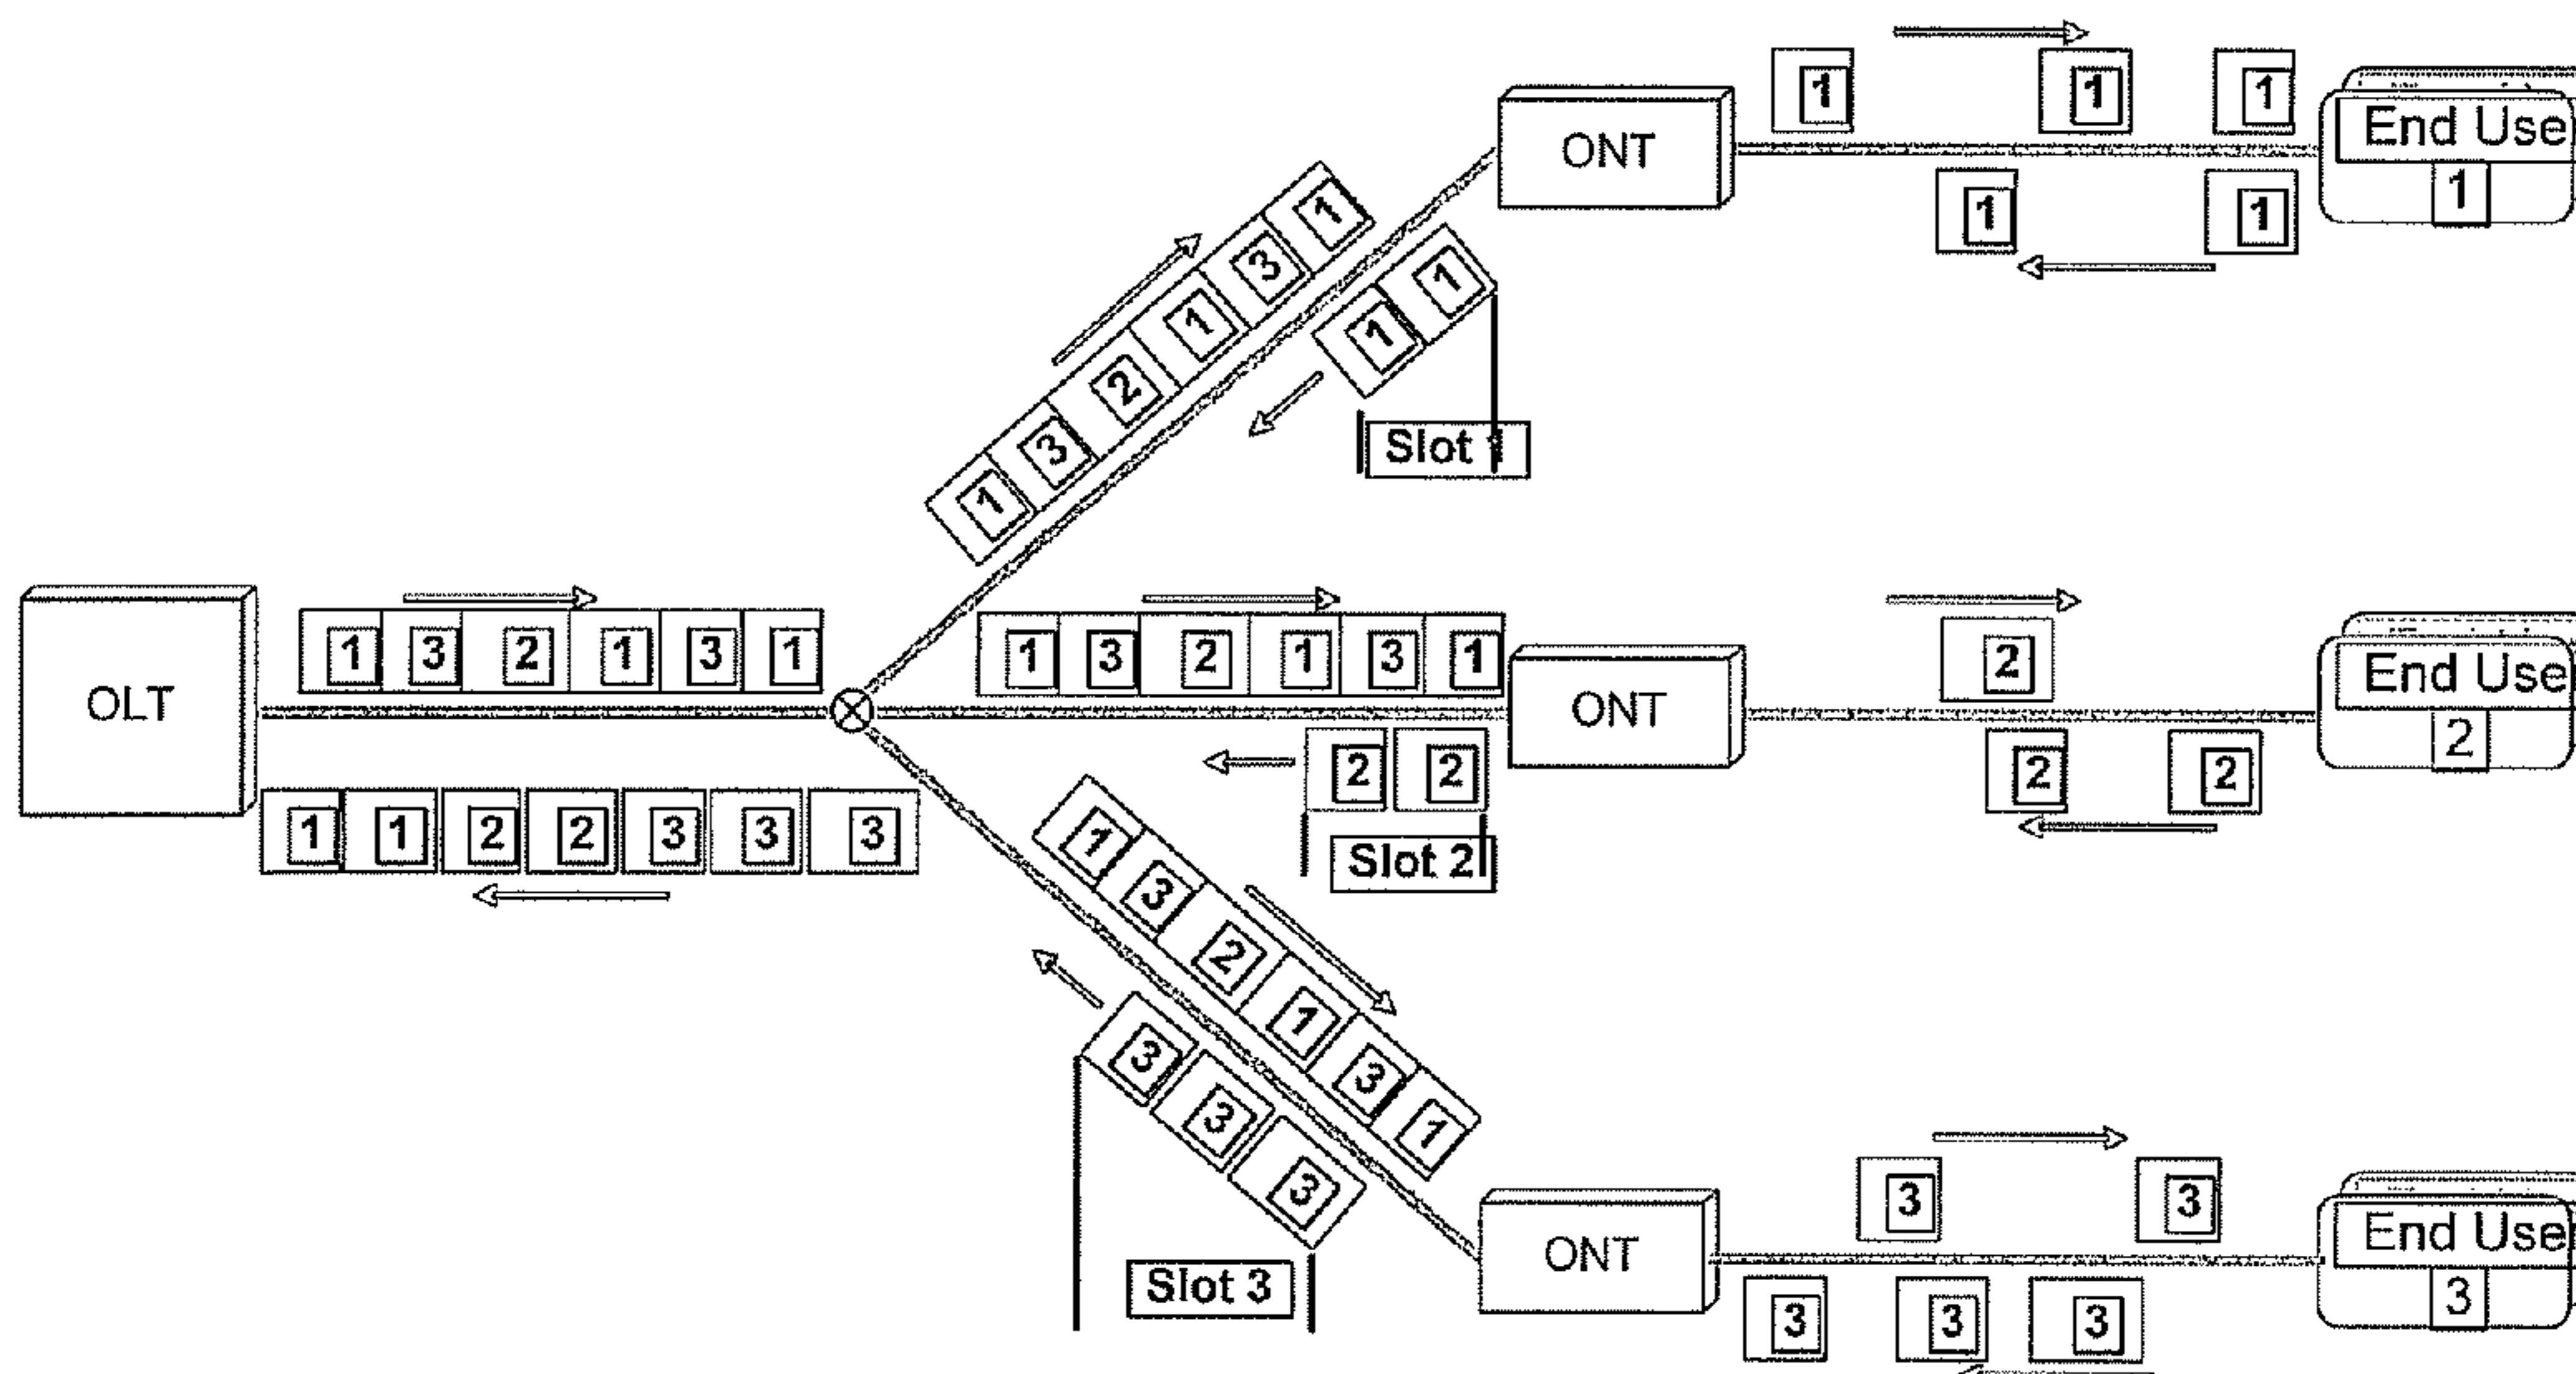 1 1 1
ONT
End Use
1
1 1
1 3 2 1 3 1
1 1
Slot
OLT
1 3 2 1 3 1
1 3 2 1 3 1
ONT
2
End Use
2
2 2
2 2
Slot 2
1 1 2 2 3 3 3
1 3 2 1 3 1
3 3 3
Slot 3
ONT
3 3
End Use
3
3 3 3